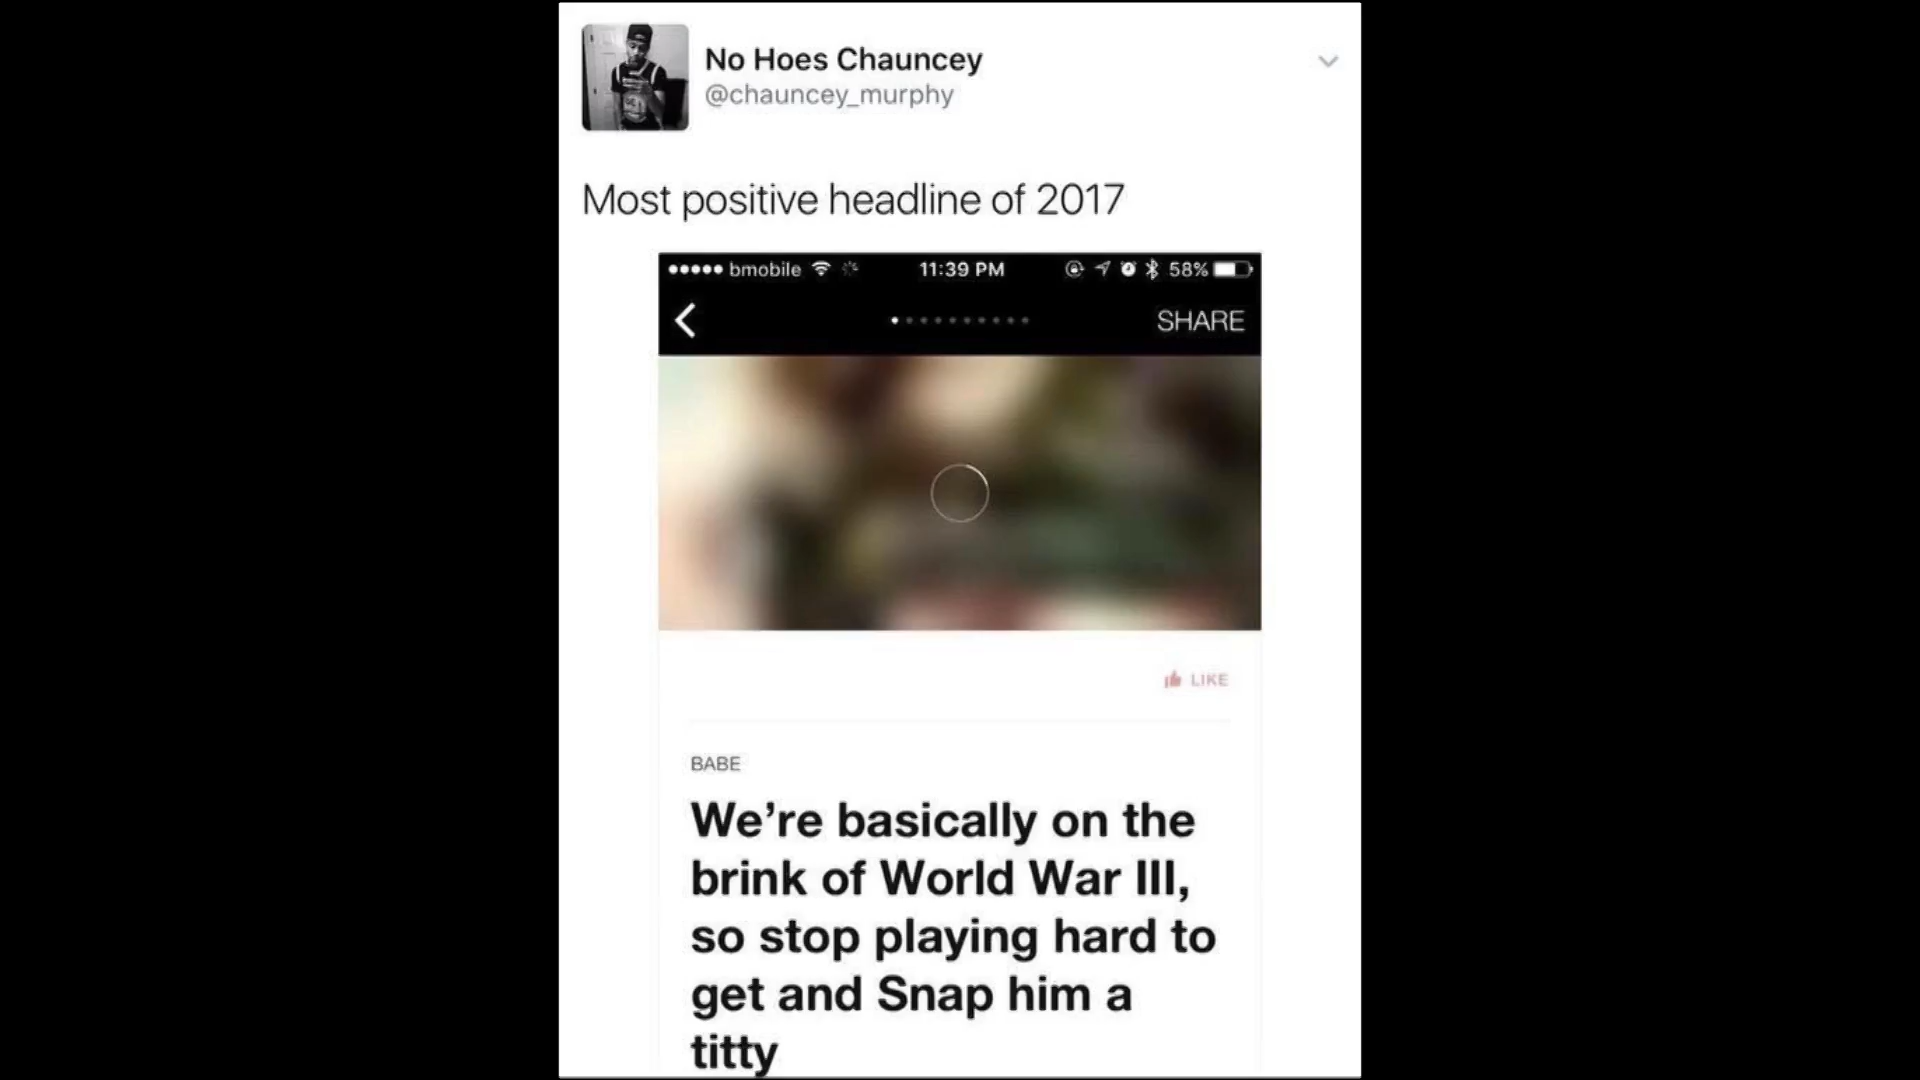 No Hoes Chauncey
@chauncey_murphy
Most positive headline of 2017
bmobile 11:39 PM 58%
SHARE
LIKE
BABE
We're basically on the
brink of World War III,
so stop playing hard to
get and Snap him a
titty